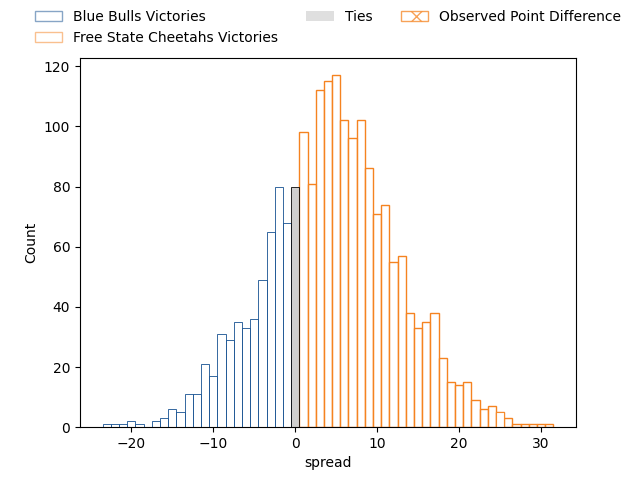 Blue Bulls Victories
Free State Cheetahs Victories
Ties
Observed Point Difference
120
100
80
60
40
20
0
Count
−20
−10
0
10
20
30
spread